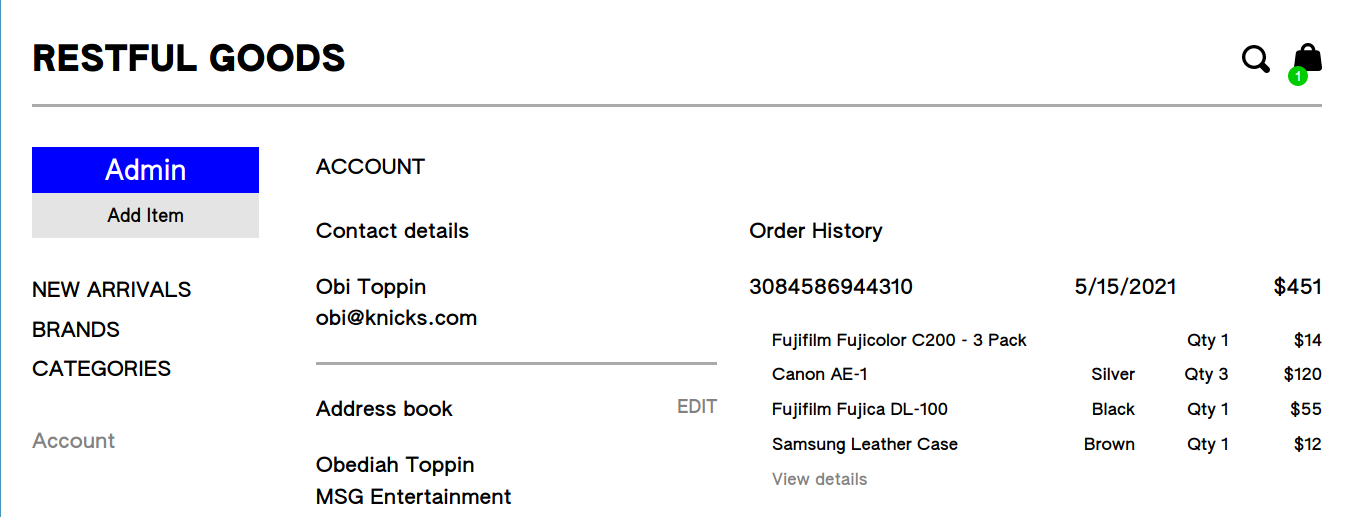 RESTFUL GOODS
1
Admin
Add Item
NEW ARRIVALS
BRANDS
CATEGORIES
Account
ACCOUNT
Contact details
Obi Toppin
obi@knicks.com
Address book EDIT
Obediah Toppin
MSG Entertainment
Order History
3084586944310 5/15/2021 $451
Fujifilm Fujicolor C200 - 3 Pack Qty 1 $14
Canon AE-1 Silver Qty 3 $120
Fujifilm Fujica DL-100 Black Qty 1 $55
Samsung Leather Case Brown Qty 1 $12
View details